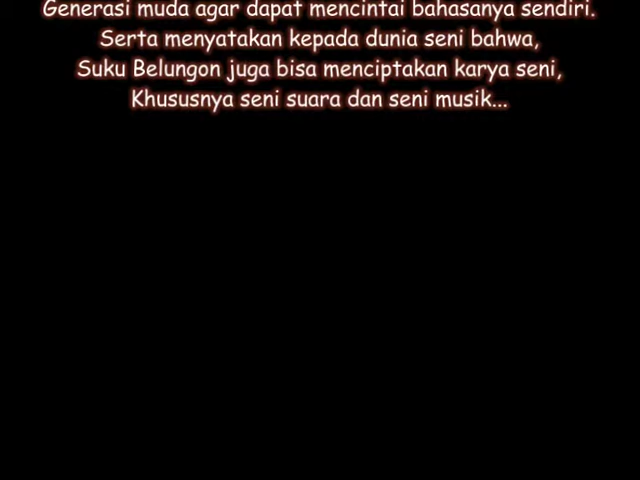 Generasi muda agar dapat mencintai bahasanya sendiri.
Serta menyatakan kepada dunia seni bahwa,
Suku Belungon juga bisa menciptakan karya seni,
Khususnya seni suara dan seni musik...